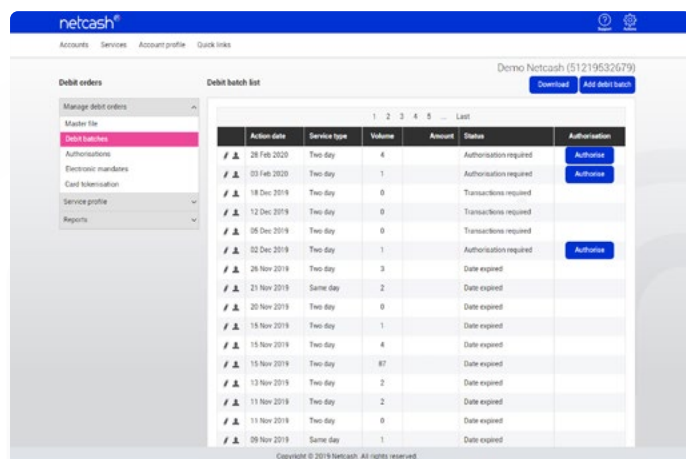 netcash®
Support Actions
Accounts Services Account profile Quick links
Demo Netcash (51219532679)
Debit orders
Debit batch list
Download Add debit batch
Manage debit orders
Master file
Debit batches
Authorisations
Electronic mandates
Card tokenisation
Service profile
Reports
1 2 3 4 5 ... Last
Action date Service type Volume Amount Status Authorisation
28 Feb 2020 Two day 4 Authorisation required Authorise
03 Feb 2020 Two day 1 Authorisation required Authorise
18 Dec 2019 Two day 0 Transactions required
12 Dec 2019 Two day 0 Transactions required
05 Dec 2019 Two day 0 Transactions required
02 Dec 2019 Two day 1 Authorisation required Authorise
26 Nov 2019 Two day 3 Date expired
21 Nov 2019 Same day 2 Date expired
20 Nov 2019 Two day 0 Date expired
15 Nov 2019 Two day 1 Date expired
15 Nov 2019 Two day 4 Date expired
15 Nov 2019 Two day 87 Date expired
13 Nov 2019 Two day 2 Date expired
11 Nov 2019 Two day 2 Date expired
11 Nov 2019 Two day 0 Date expired
09 Nov 2019 Same day 1 Date expired
Copyright © 2019 Netcash. All rights reserved.